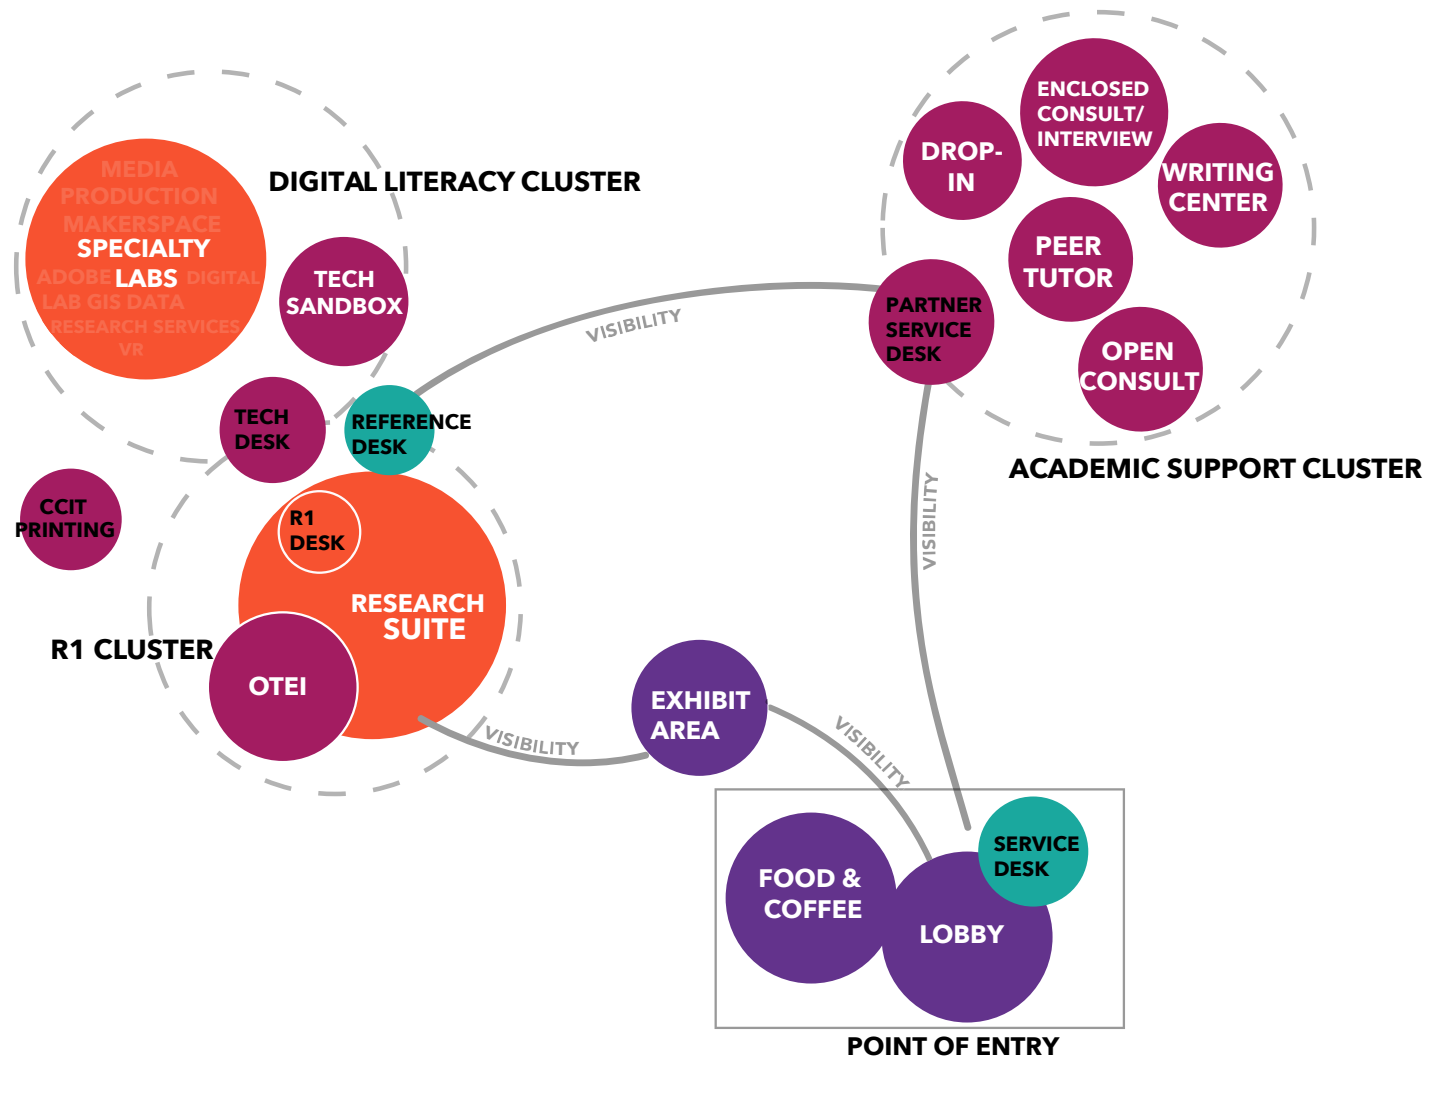 DIGITAL LITERACY CLUSTER
MEDIA
PRODUCTION
MAKERSPACE
SPECIALTY
LABS
ADOBE DIGITAL
LAB GIS DATA
RESEARCH SERVICES
VR
TECH
SANDBOX
TECH
DESK
REFERENCE
DESK
CCIT
PRINTING
R1
DESK
RESEARCH
SUITE
R1 CLUSTER
OTEI
VISIBILITY
VISIBILITY
VISIBILITY
VISIBILITY
DROP-
IN
ENCLOSED
CONSULT/
INTERVIEW
WRITING
CENTER
PEER
TUTOR
PARTNER
SERVICE
DESK
OPEN
CONSULT
ACADEMIC SUPPORT CLUSTER
EXHIBIT
AREA
FOOD &
COFFEE
LOBBY
SERVICE
DESK
POINT OF ENTRY